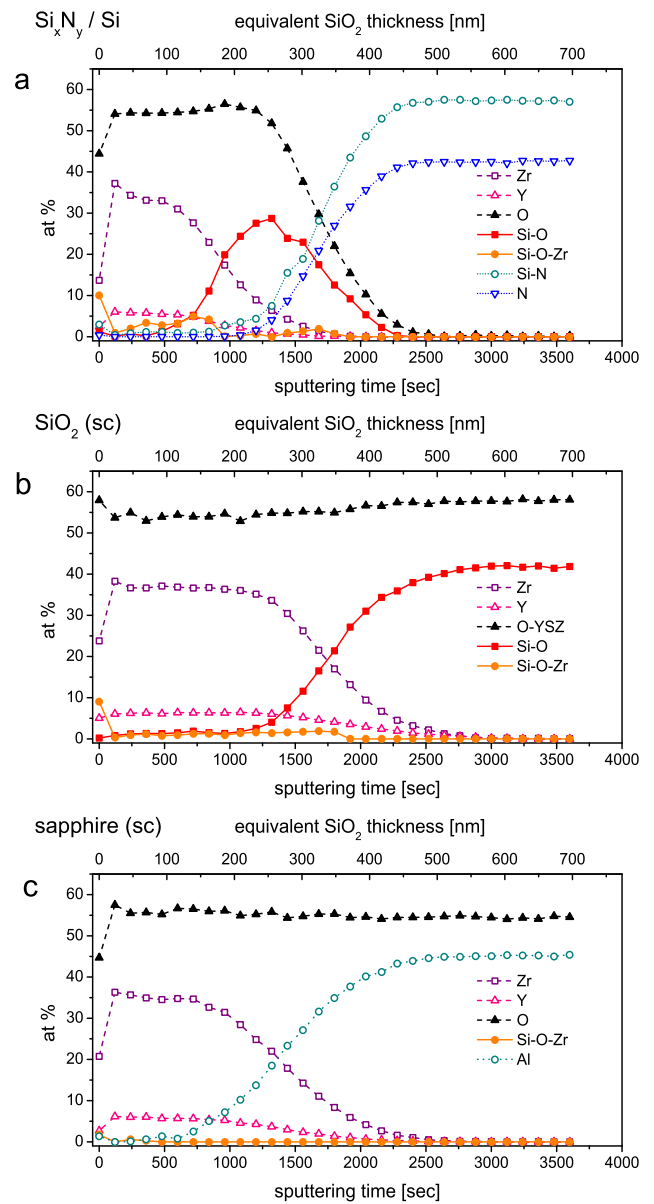 SixNy / Si
equivalent SiO2 thickness [nm]
0 100 200 300 400 500 600 700
a
60
50
40
30
20
10
0
at %
Zr
Y
O
Si-O
Si-O-Zr
Si-N
N
0 500 1000 1500 2000 2500 3000 3500 4000
sputtering time [sec]
SiO2 (sc)
equivalent SiO2 thickness [nm]
0 100 200 300 400 500 600 700
b
60
50
40
30
20
10
0
at %
Zr
Y
O-YSZ
Si-O
Si-O-Zr
0 500 1000 1500 2000 2500 3000 3500 4000
sputtering time [sec]
sapphire (sc)
equivalent SiO2 thickness [nm]
0 100 200 300 400 500 600 700
c
60
50
40
30
20
10
0
at %
Zr
Y
O
Si-O-Zr
Al
0 500 1000 1500 2000 2500 3000 3500 4000
sputtering time [sec]